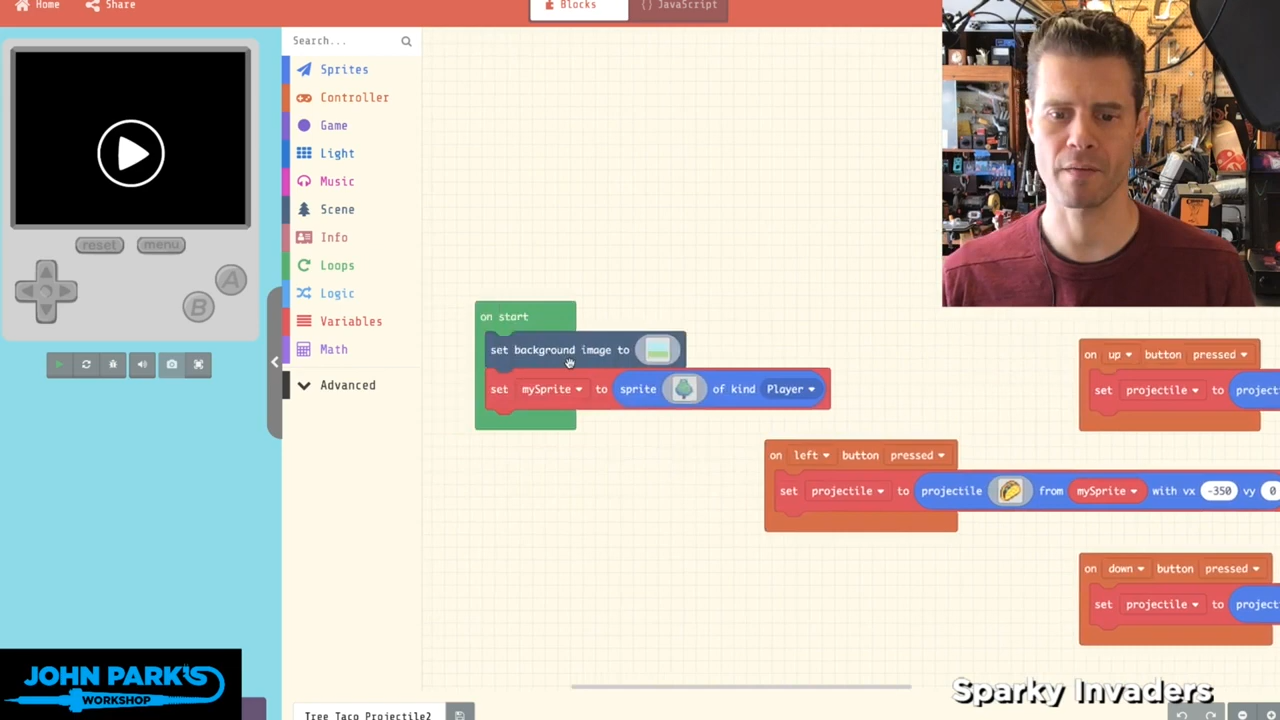 Home
Share
Blocks
{ } JavaScript
Search...
Sprites
Controller
Game
Light
Music
Scene
Info
Loops
Logic
Variables
Math
Advanced
reset
menu
A
B
on start
set background image to
set mySprite to sprite of kind Player
on up button pressed
set projectile to
on left button pressed
set projectile to projectile from mySprite with vx -350 vy 0
on down button pressed
set projectile to
JOHN PARK'S
WORKSHOP
Tree Taco Projectile2
Sparky Invaders